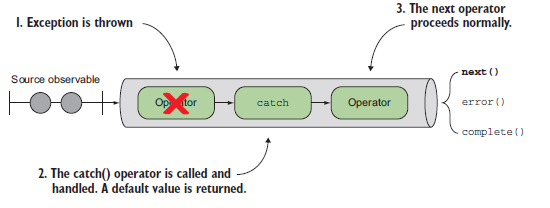 1. Exception is thrown
3. The next operator
proceeds normally.
Source observable
Operator
catch
Operator
next()
error()
complete()
2. The catch() operator is called and
handled. A default value is returned.